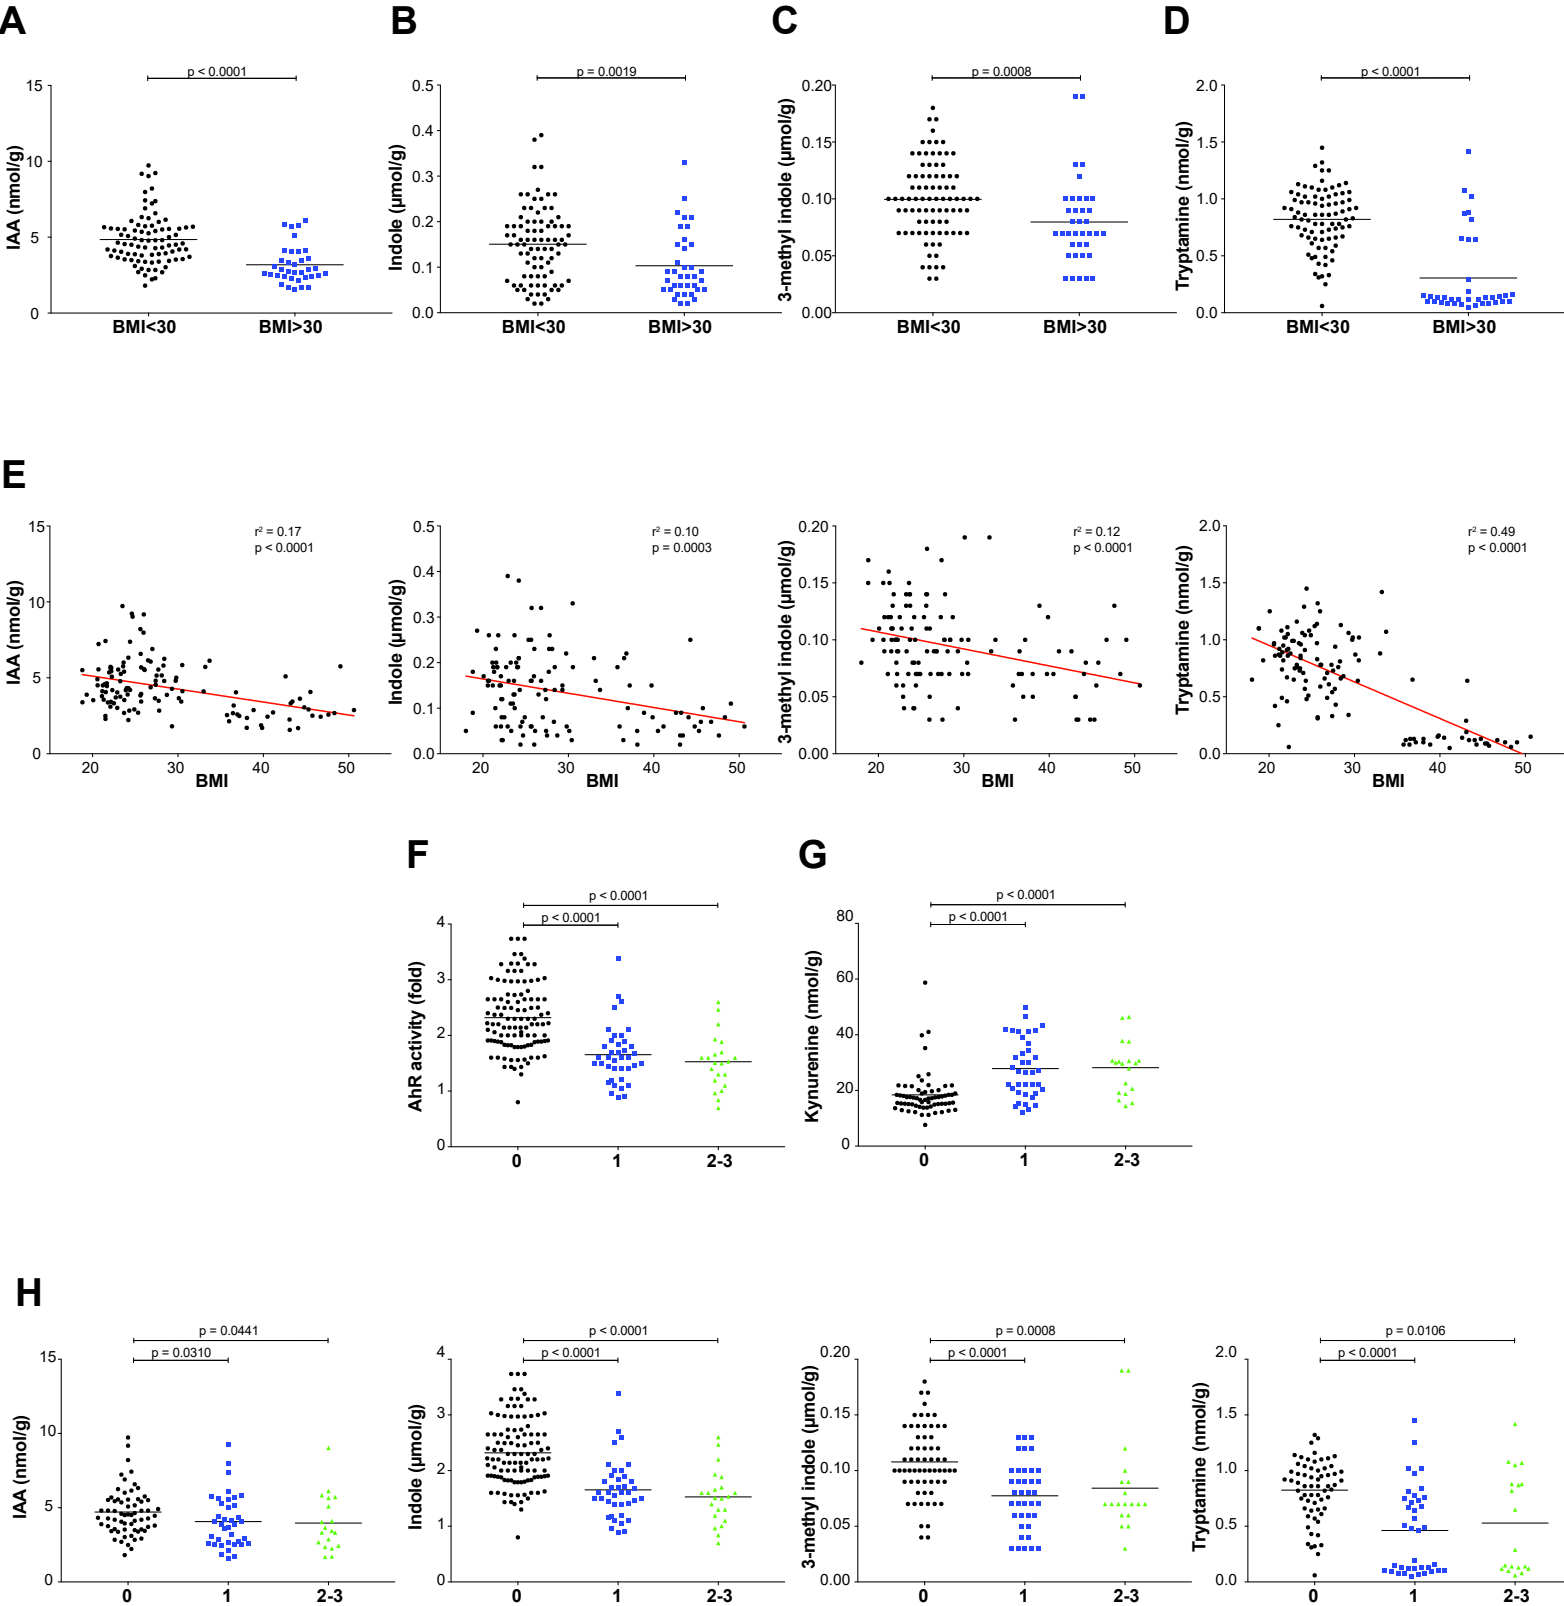 A
B
C
D
p < 0.0001
p = 0.0019
p = 0.0008
p < 0.0001
IAA (nmol/g)
15
10
5
0
BMI<30
BMI>30
Indole (µmol/g)
0.5
0.4
0.3
0.2
0.1
0.0
BMI<30
BMI>30
3-methyl indole (µmol/g)
0.20
0.15
0.10
0.05
0.00
BMI<30
BMI>30
Tryptamine (nmol/g)
2.0
1.5
1.0
0.5
0.0
BMI<30
BMI>30
E
IAA (nmol/g)
15
10
5
0
r² = 0.17
p < 0.0001
20
30
40
50
BMI
Indole (µmol/g)
0.5
0.4
0.3
0.2
0.1
0.0
r² = 0.10
p = 0.0003
20
30
40
50
BMI
3-methyl indole (µmol/g)
0.20
0.15
0.10
0.05
0.00
r² = 0.12
p < 0.0001
20
30
40
50
BMI
Tryptamine (nmol/g)
2.0
1.5
1.0
0.5
0.0
r² = 0.49
p < 0.0001
20
30
40
50
BMI
F
p < 0.0001
p < 0.0001
AhR activity (fold)
4
3
2
1
0
0
1
2-3
G
p < 0.0001
p < 0.0001
Kynurenine (nmol/g)
80
60
40
20
0
0
1
2-3
H
p = 0.0441
p = 0.0310
IAA (nmol/g)
15
10
5
0
0
1
2-3
p < 0.0001
p < 0.0001
Indole (µmol/g)
4
3
2
1
0
0
1
2-3
p = 0.0008
p < 0.0001
3-methyl indole (µmol/g)
0.20
0.15
0.10
0.05
0.00
0
1
2-3
p = 0.0106
p < 0.0001
Tryptamine (nmol/g)
2.0
1.5
1.0
0.5
0.0
0
1
2-3